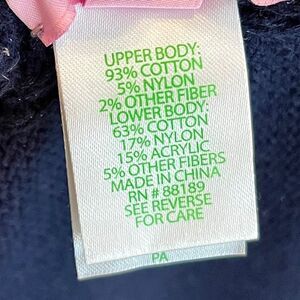 UPPER BODY:
93% COTTON
5% NYLON
2% OTHER FIBER
LOWER BODY:
63% COTTON
17% NYLON
15% ACRYLIC
5% OTHER FIBERS
MADE IN CHINA
RN # 88189
SEE REVERSE
FOR CARE
PA